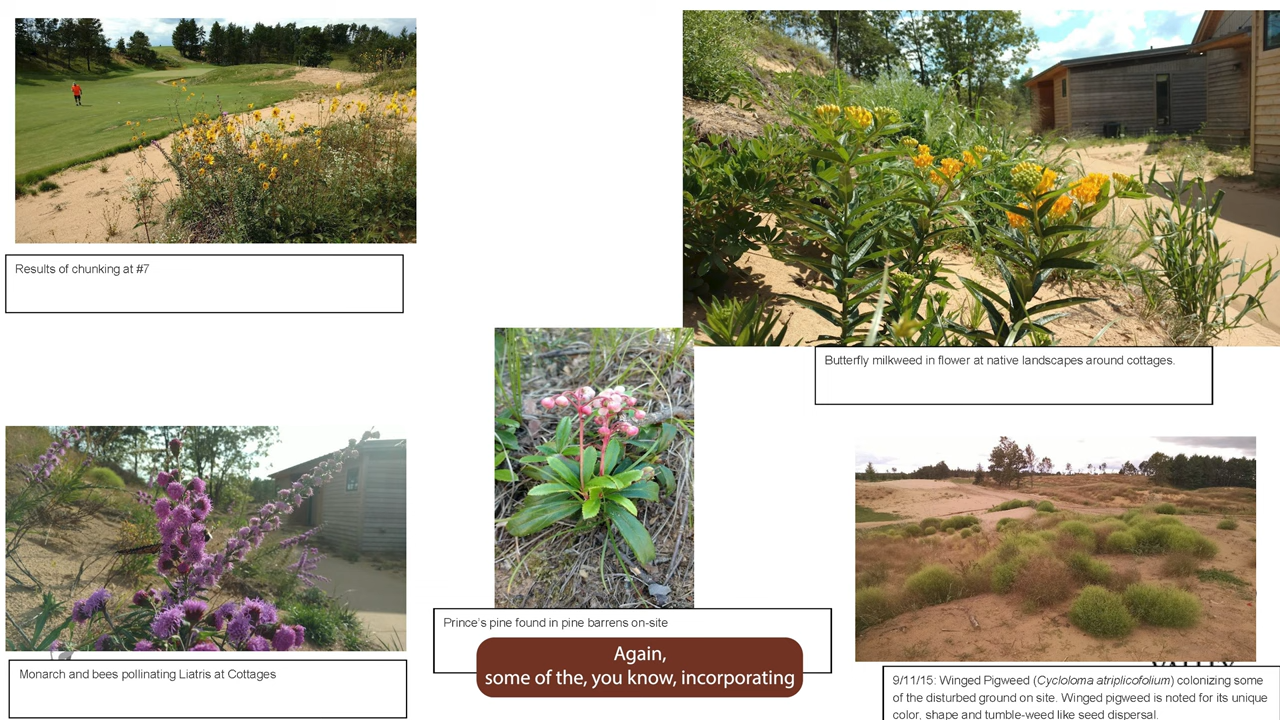 Results of chunking at #7
Butterfly milkweed in flower at native landscapes around cottages.
Prince's pine found in pine barrens on-site
Monarch and bees pollinating Liatris at Cottages
9/11/15: Winged Pigweed (Cycloloma atriplicofolium) colonizing some
of the disturbed ground on site. Winged pigweed is noted for its unique
color, shape and tumble-weed like seed dispersal.
Again,
some of the, you know, incorporating